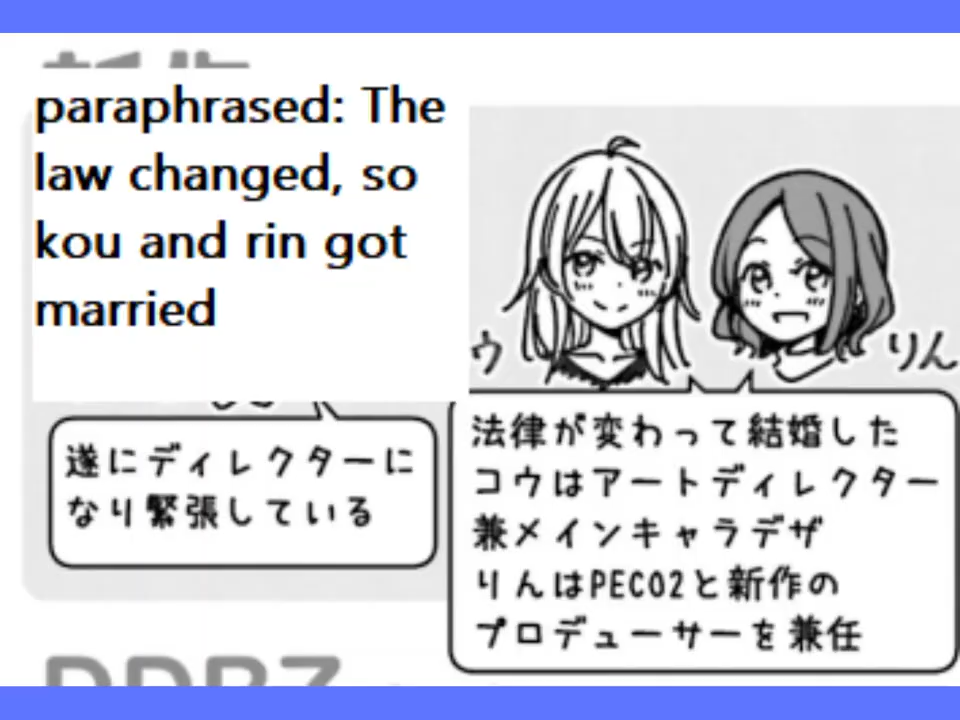 新作
paraphrased: The
law changed, so
kou and rin got
married
ウ
りん
遂にディレクターに
なり緊張している
法律が変わって結婚した
コウはアートディレクター
兼メインキャラデザ
りんはPECO2と新作の
プロデューサーを兼任